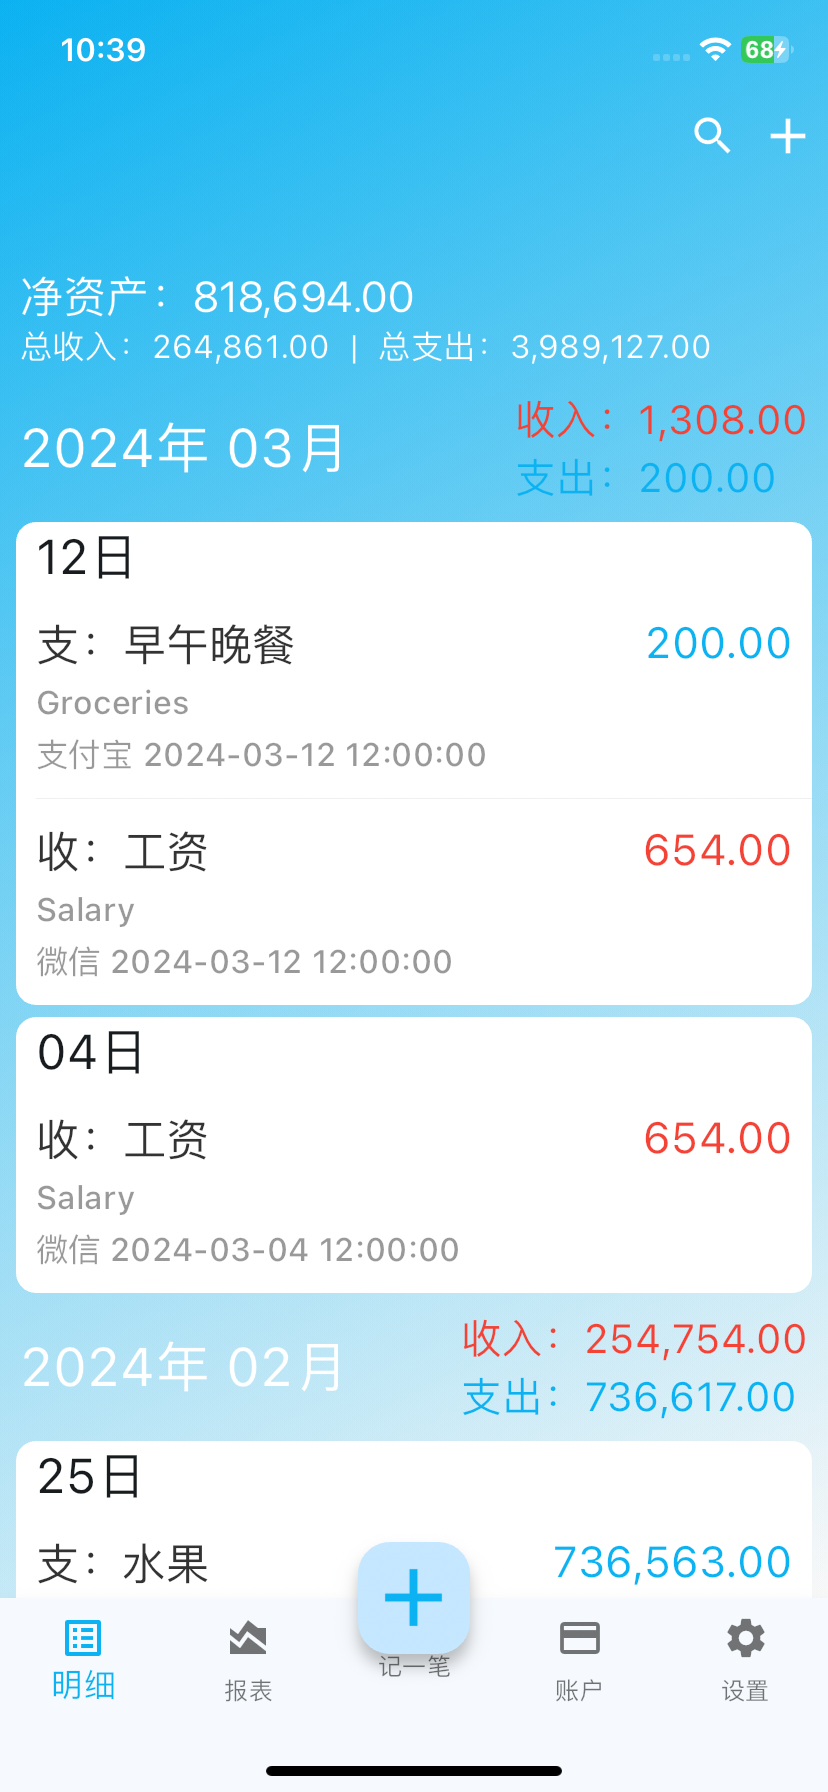 10:39
68
净资产：818,694.00
总收入：264,861.00 | 总支出：3,989,127.00
2024年 03月
收入：1,308.00
支出：200.00
12日
支：早午晚餐 200.00
Groceries
支付宝 2024-03-12 12:00:00
收：工资 654.00
Salary
微信 2024-03-12 12:00:00
04日
收：工资 654.00
Salary
微信 2024-03-04 12:00:00
2024年 02月
收入：254,754.00
支出：736,617.00
25日
支：水果 736,563.00
明细 报表 记一笔 账户 设置